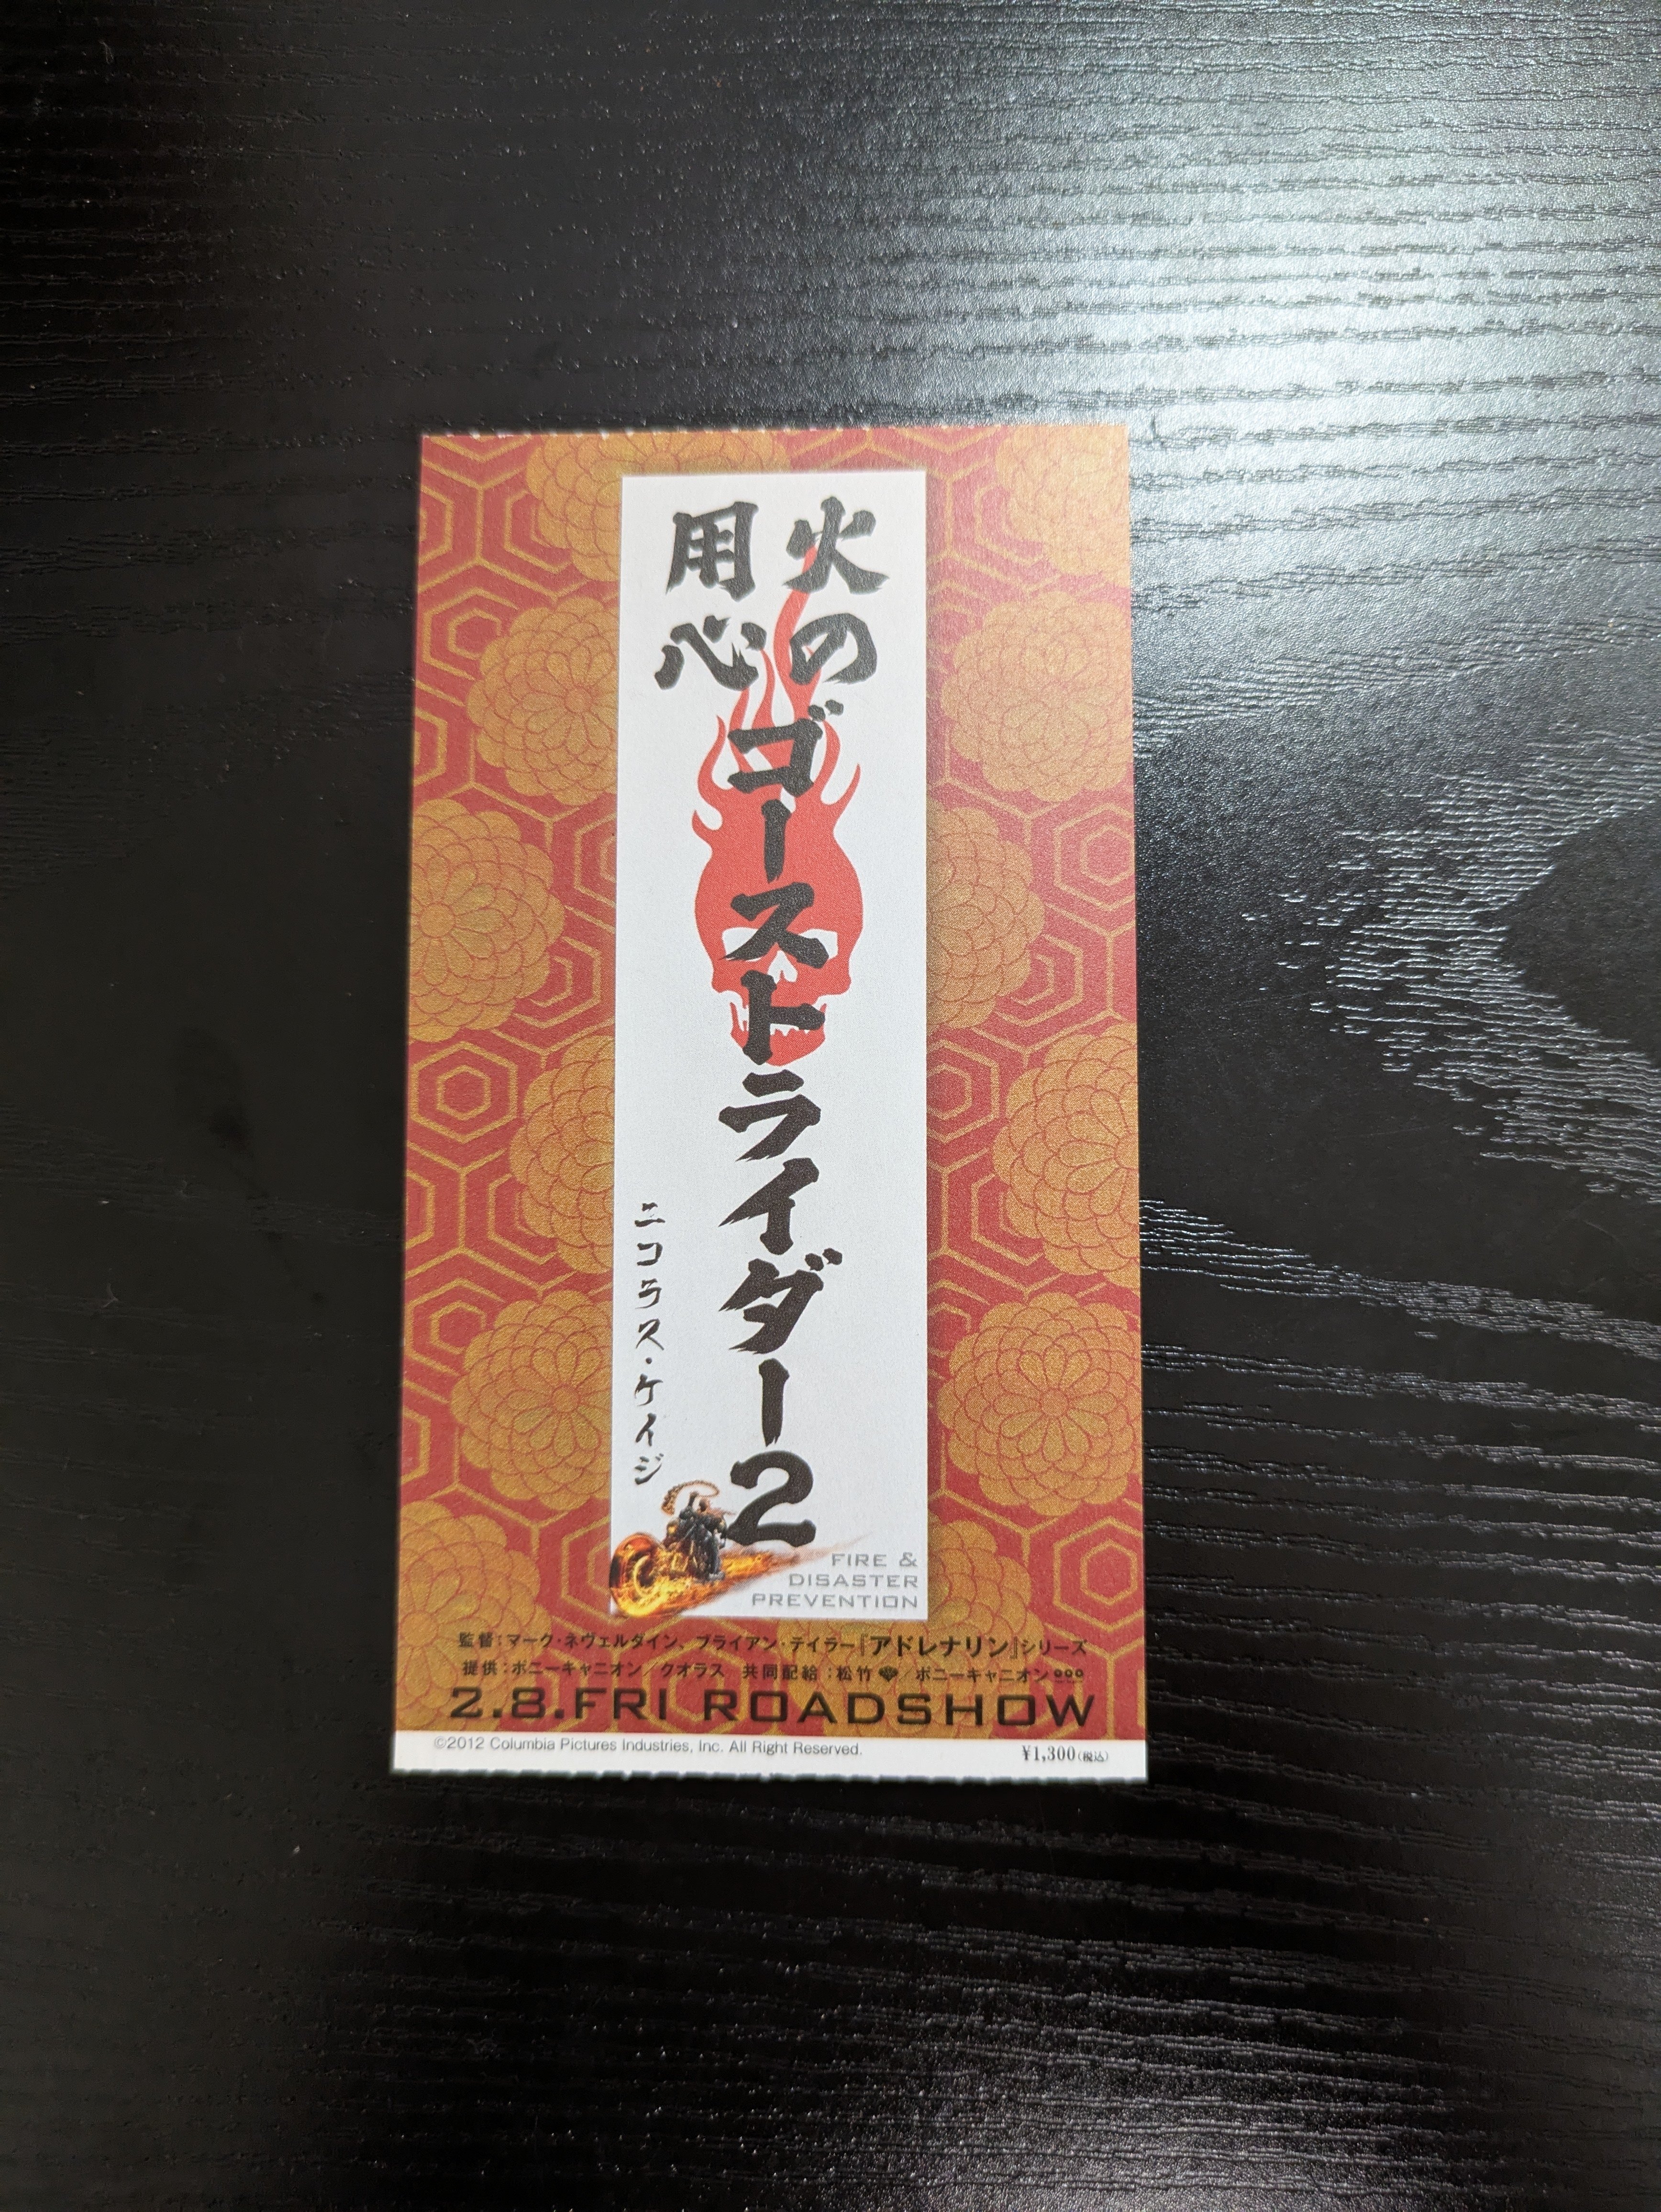 火の
用心
ゴーストライダー2
ニコラス・ケイジ
FIRE &
DISASTER
PREVENTION
監督:マーク・ネヴェルダイン、ブライアン・テイラー『アドレナリン』シリーズ
提供:ポニーキャニオン/クオラス 共同配給:松竹/ポニーキャニオン
2.8.FRI ROADSHOW
©2012 Columbia Pictures Industries, Inc. All Right Reserved.
¥1,300(税込)